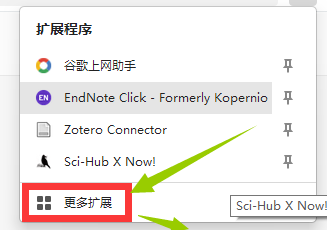 扩展程序
谷歌上网助手
EN EndNote Click - Formerly Kopernio
Zotero Connector
Sci-Hub X Now!
更多扩展
Sci-Hub X Now!